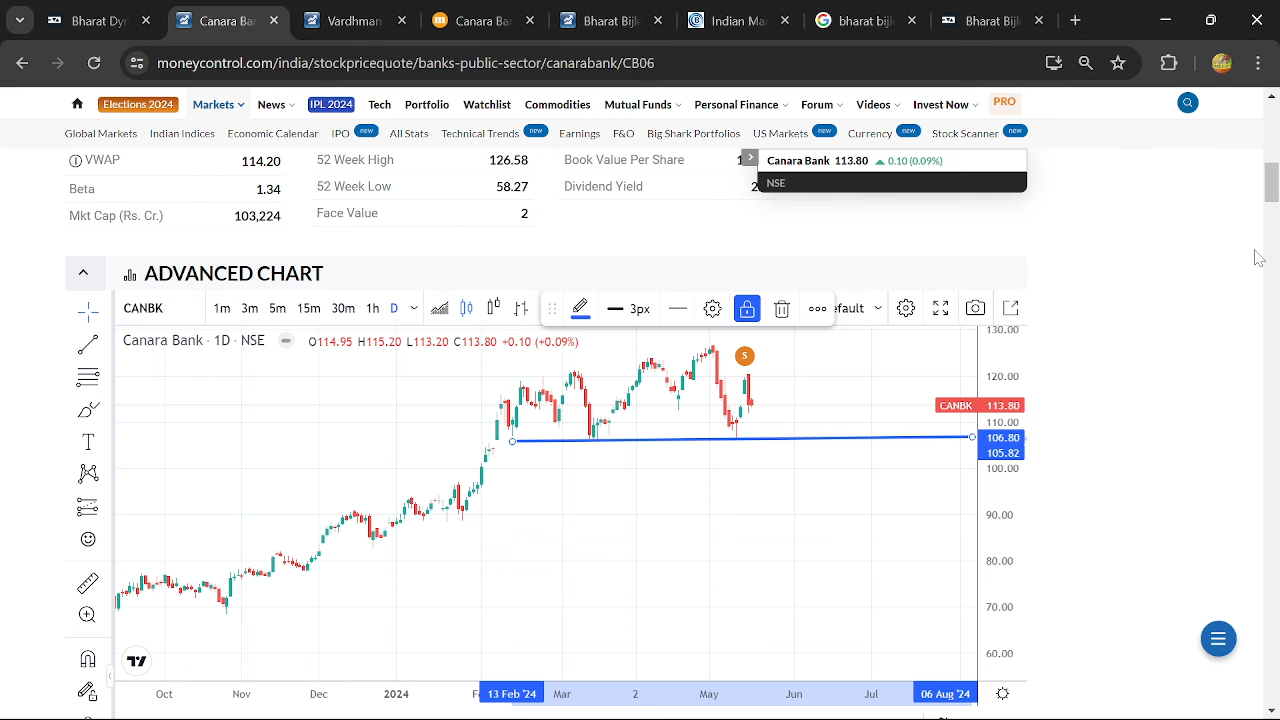 Bharat Dyn
Canara Ban
Vardhman
Canara Ban
Bharat Bijl
Indian Mar
bharat bijl
Bharat Bijl
moneycontrol.com/india/stockpricequote/banks-public-sector/canarabank/CB06
Elections 2024 Markets News IPL 2024 Tech Portfolio Watchlist Commodities Mutual Funds Personal Finance Forum Videos Invest Now PRO
Global Markets Indian Indices Economic Calendar IPO new All Stats Technical Trends new Earnings F&O Big Shark Portfolios US Markets new Currency new Stock Scanner new
VWAP 114.20 52 Week High 126.58 Book Value Per Share
Canara Bank 113.80 0.10 (0.09%)
NSE
Beta 1.34 52 Week Low 58.27 Dividend Yield 2
Mkt Cap (Rs. Cr.) 103,224 Face Value 2
ADVANCED CHART
CANBK 1m 3m 5m 15m 30m 1h D 3px efault
Canara Bank · 1D · NSE O114.95 H115.20 L113.20 C113.80 +0.10 (+0.09%)
S
130.00
120.00
CANBK 113.80
110.00
106.80
105.82
100.00
90.00
80.00
70.00
60.00
Oct Nov Dec 2024 13 Feb '24 Mar 2 May Jun Jul 06 Aug '24